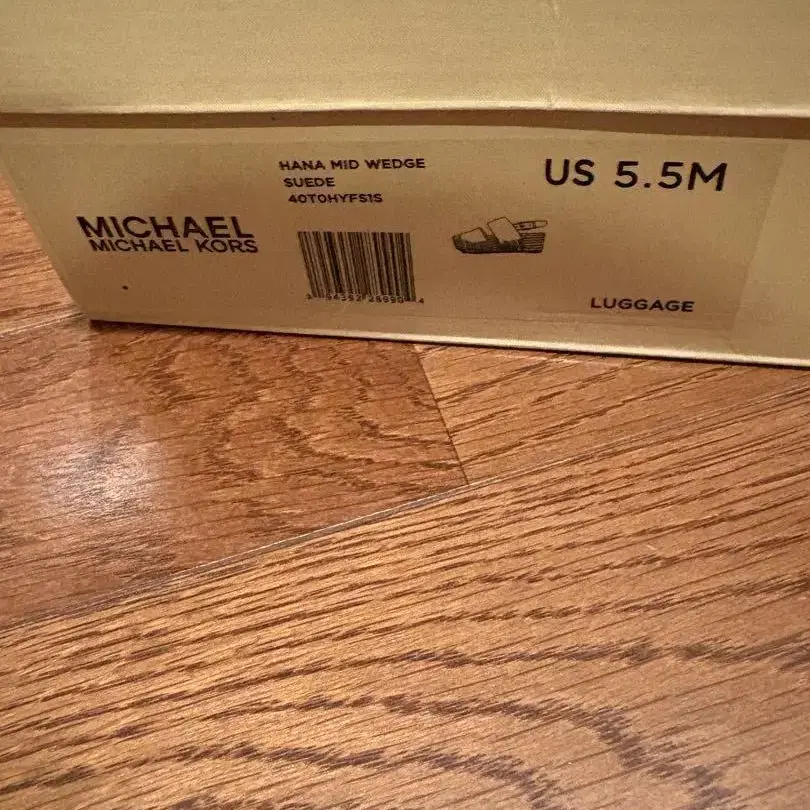 HANA MID WEDGE
SUEDE
40T0HYFS1S
US 5.5M
MICHAEL
MICHAEL KORS
LUGGAGE